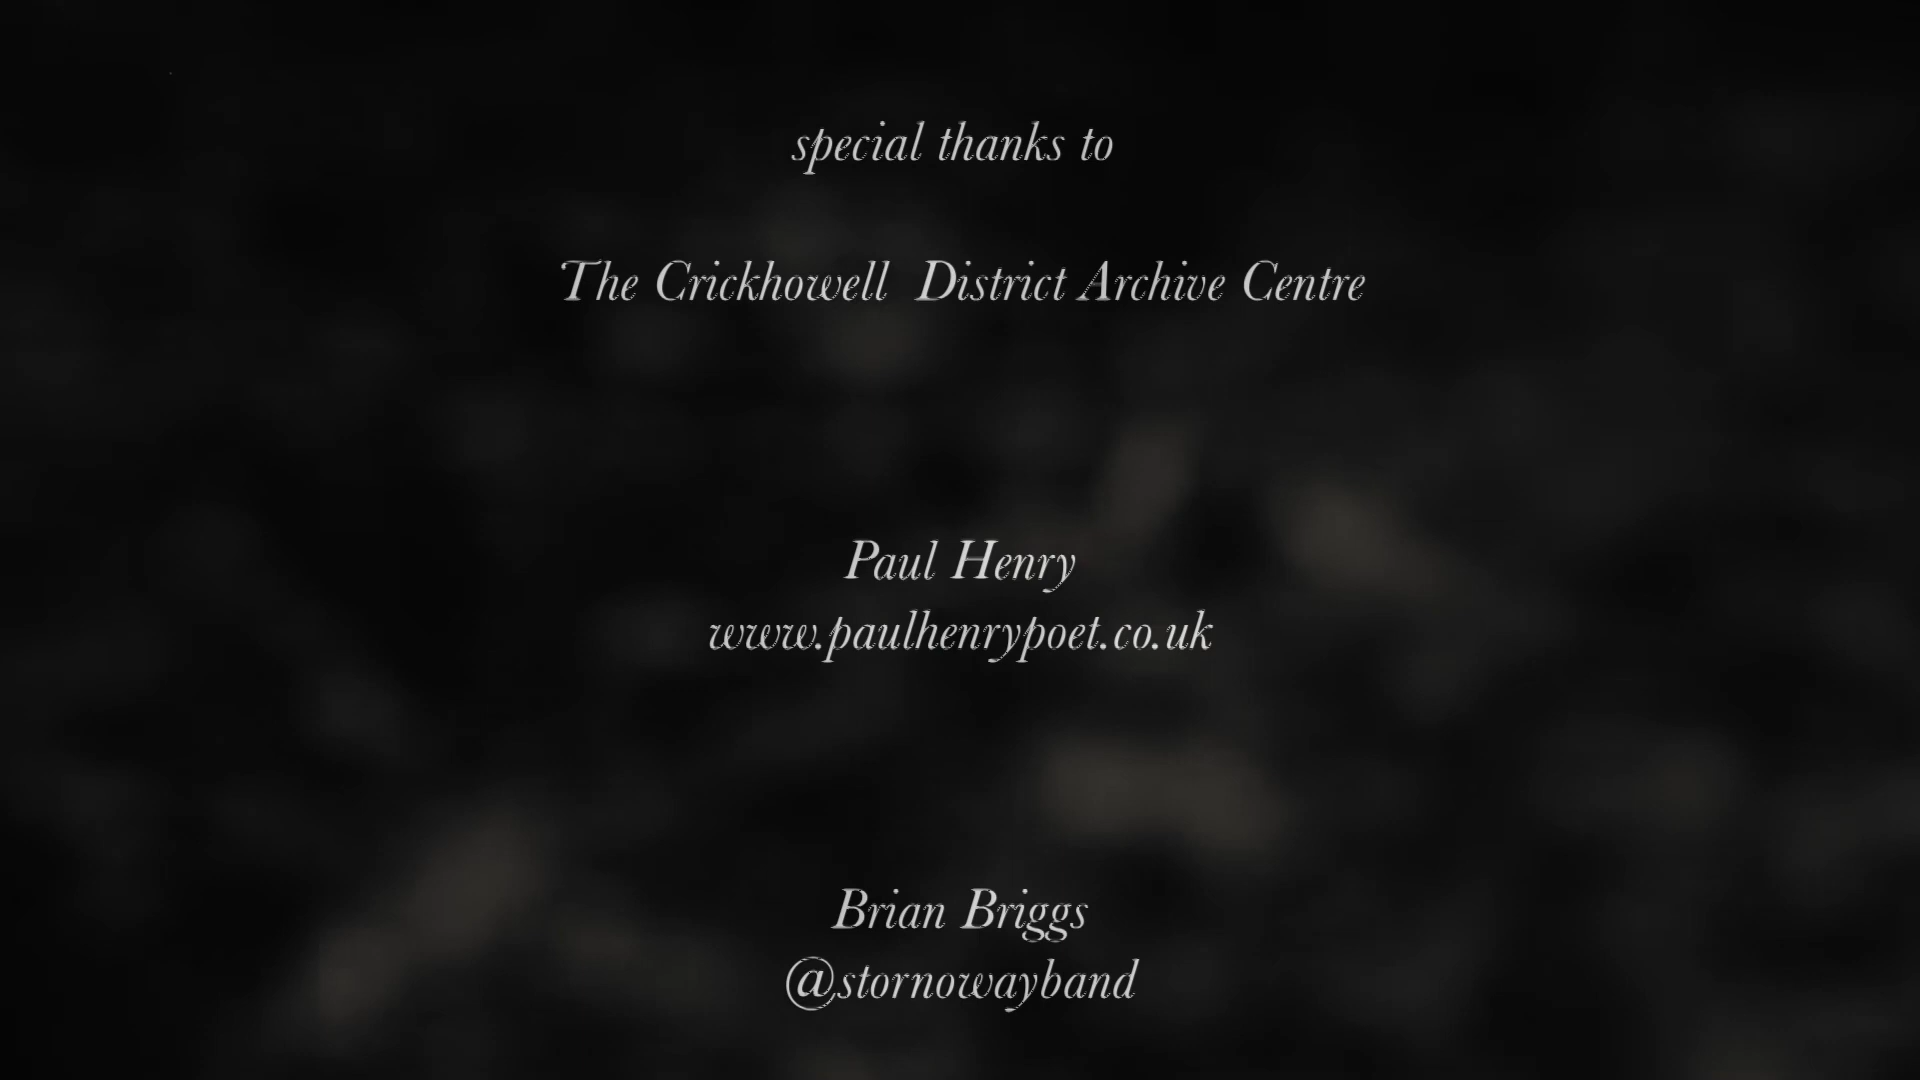 special thanks to
The Crickhowell District Archive Centre
Paul Henry
www.paulhenrypoet.co.uk
Brian Briggs
@stornowayband